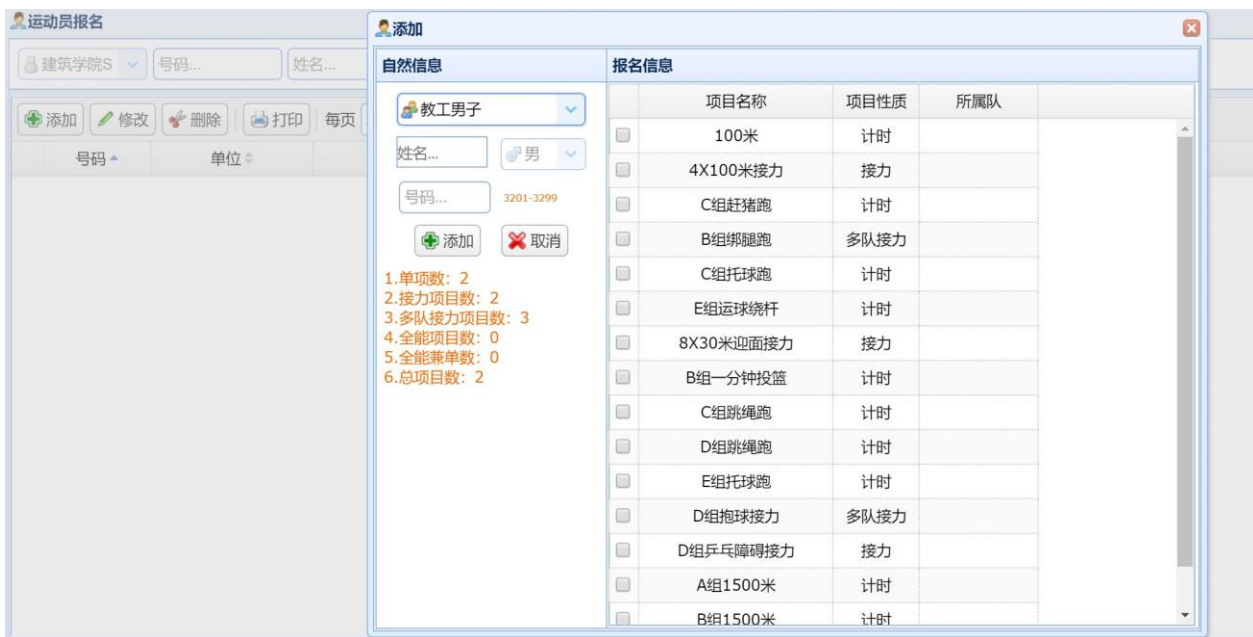 运动员报名
建筑学院S
号码...
姓名...
添加 修改 删除 打印 每页
号码 单位
添加
自然信息
教工男子
姓名... 男
号码... 3201-3299
添加 取消
1.单项数：2
2.接力项目数：2
3.多队接力项目数：3
4.全能项目数：0
5.全能兼单数：0
6.总项目数：2
报名信息
项目名称 项目性质 所属队
100米 计时
4X100米接力 接力
C组赶猪跑 计时
B组绑腿跑 多队接力
C组托球跑 计时
E组运球绕杆 计时
8X30米迎面接力 接力
B组一分钟投篮 计时
C组跳绳跑 计时
D组跳绳跑 计时
E组托球跑 计时
D组抱球接力 多队接力
D组乒乓障碍接力 接力
A组1500米 计时
B组1500米 计时